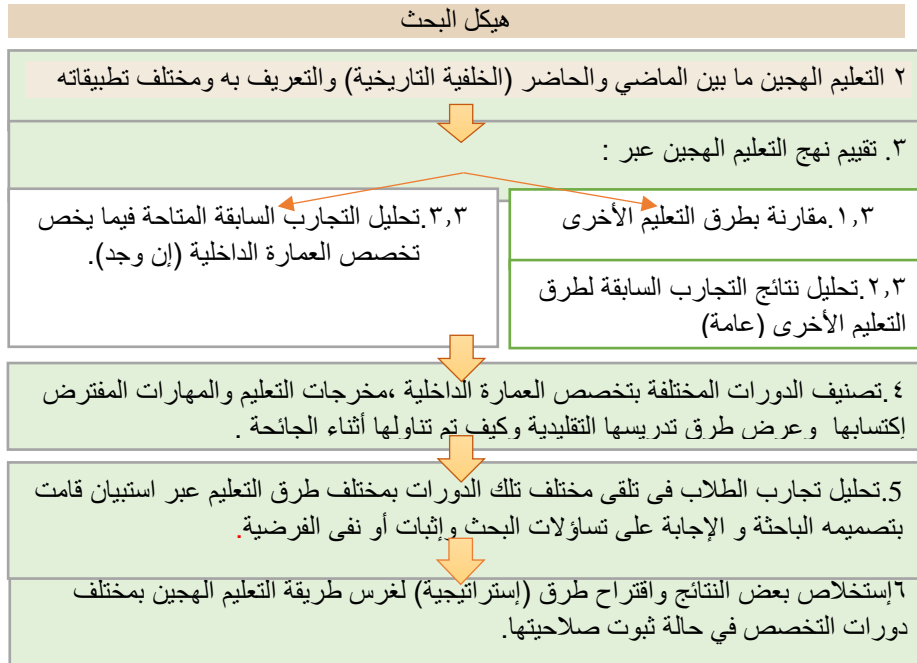 هيكل البحث
٢ التعليم الهجين ما بين الماضي والحاضر (الخلفية التاريخية) والتعريف به ومختلف تطبيقاته
٣. تقييم نهج التعليم الهجين عبر :
١,٣.مقارنة بطرق التعليم الأخرى
٢,٣.تحليل نتائج التجارب السابقة لطرق
التعليم الأخرى (عامة)
٣,٣.تحليل التجارب السابقة المتاحة فيما يخص
تخصص العمارة الداخلية (إن وجد).
٤.تصنيف الدورات المختلفة بتخصص العمارة الداخلية ،مخرجات التعليم والمهارات المفترض
إكتسابها وعرض طرق تدريسها التقليدية وكيف تم تناولها أثناء الجائحة .
5.تحليل تجارب الطلاب فى تلقى مختلف تلك الدورات بمختلف طرق التعليم عبر استبيان قامت
بتصميمه الباحثة و الإجابة على تساؤلات البحث وإثبات أو نفى الفرضية.
٦إستخلاص بعض النتائج واقتراح طرق (إستراتيجية) لغرس طريقة التعليم الهجين بمختلف
دورات التخصص في حالة ثبوت صلاحيتها.